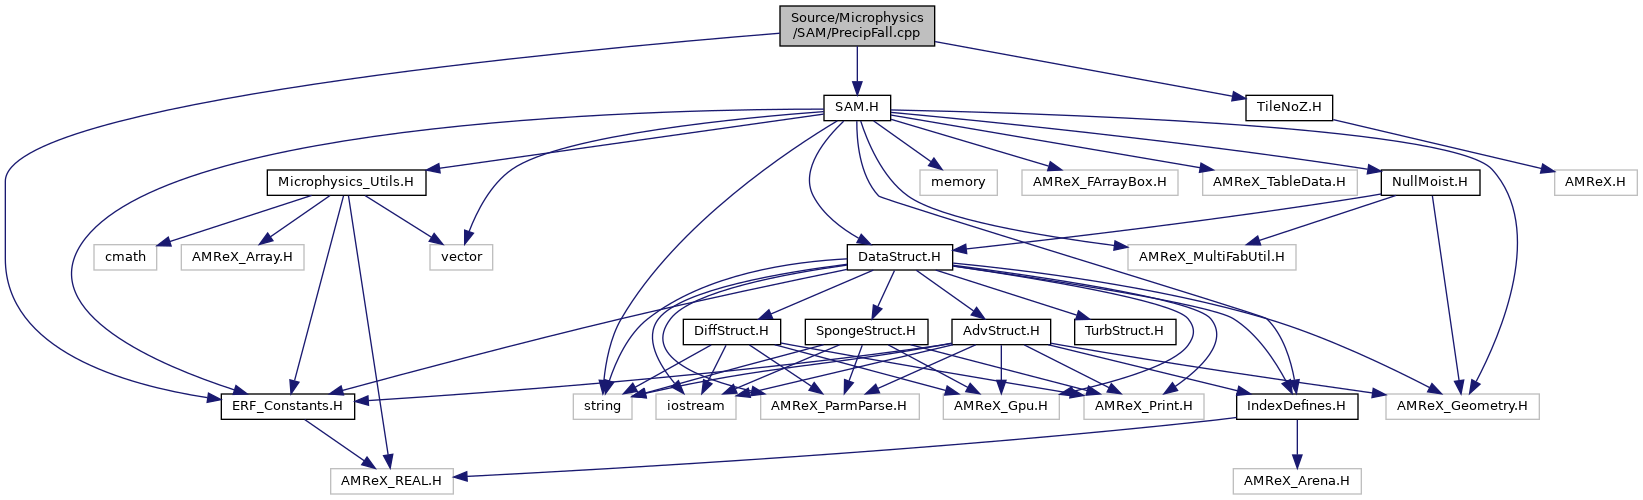 Source/Microphysics
/SAM/PrecipFall.cpp
SAM.H
TileNoZ.H
Microphysics_Utils.H
memory
AMReX_FArrayBox.H
AMReX_TableData.H
NullMoist.H
AMReX.H
cmath
AMReX_Array.H
vector
DataStruct.H
AMReX_MultiFabUtil.H
DiffStruct.H
SpongeStruct.H
AdvStruct.H
TurbStruct.H
ERF_Constants.H
string
iostream
AMReX_ParmParse.H
AMReX_Gpu.H
AMReX_Print.H
IndexDefines.H
AMReX_Geometry.H
AMReX_REAL.H
AMReX_Arena.H